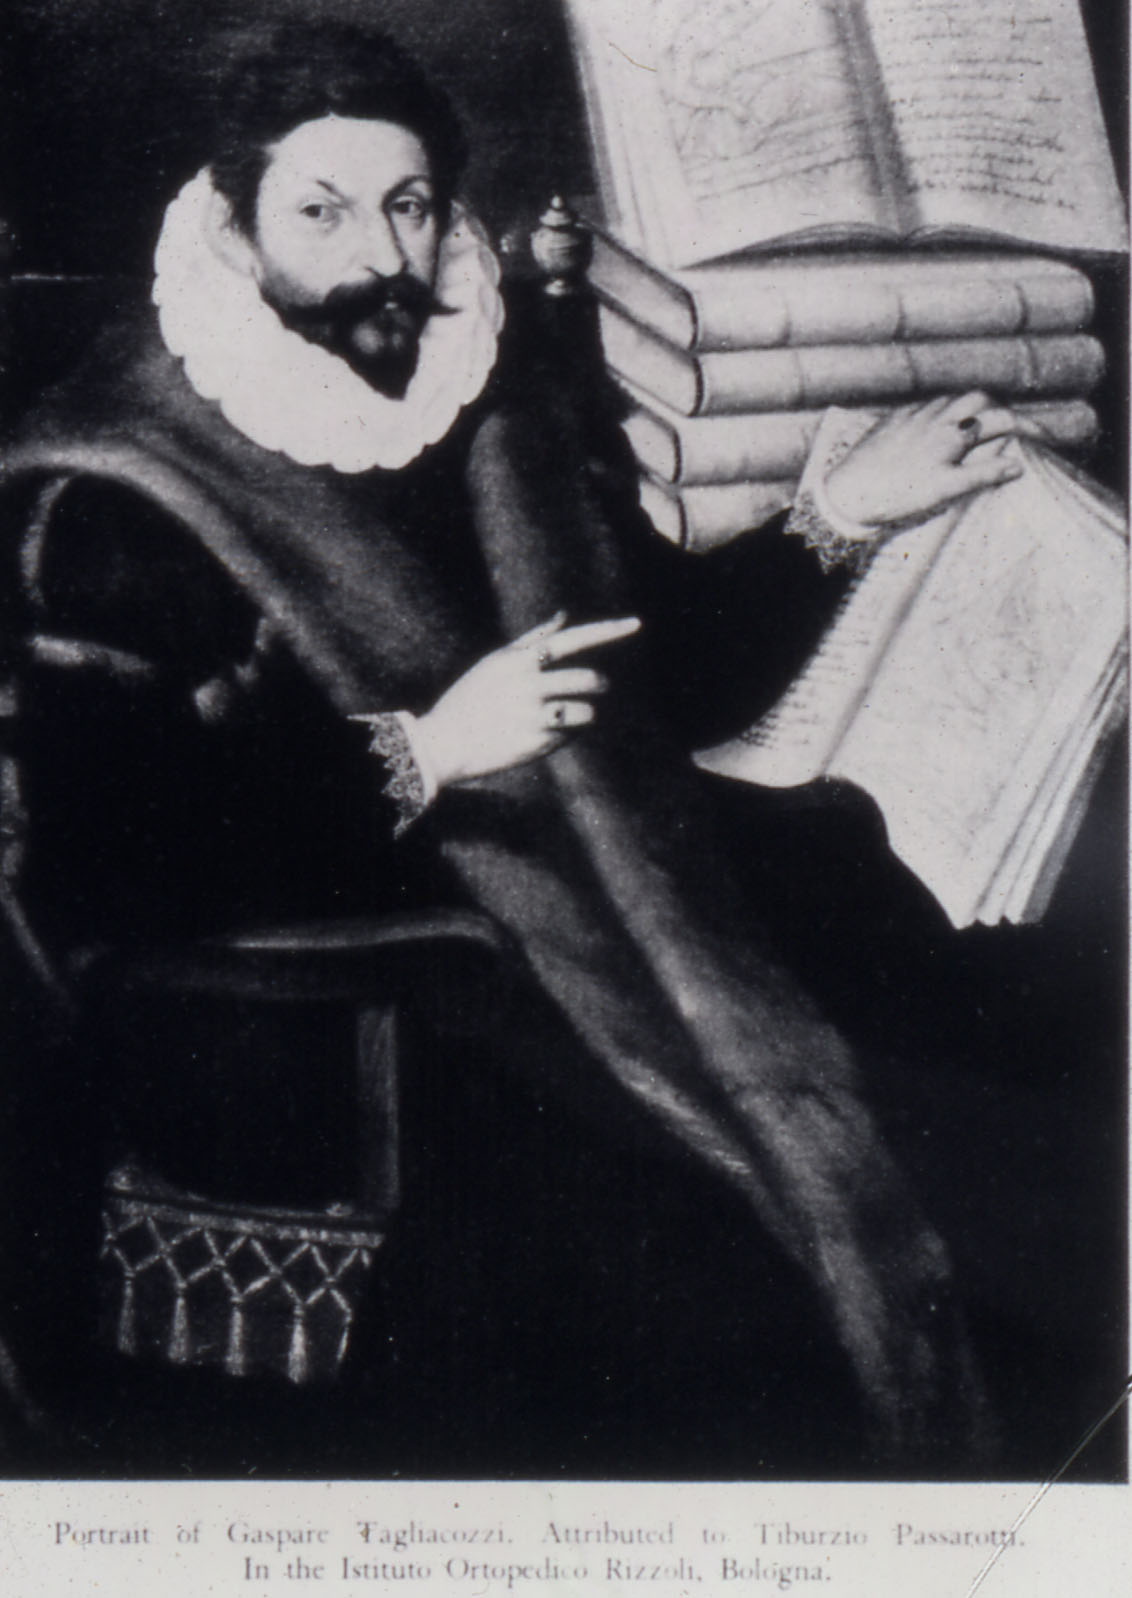 Portrait of Gaspare Tagliacozzi. Attributed to Tiburzio Passarotti.
In the Istituto Ortopedico Rizzoli, Bologna.